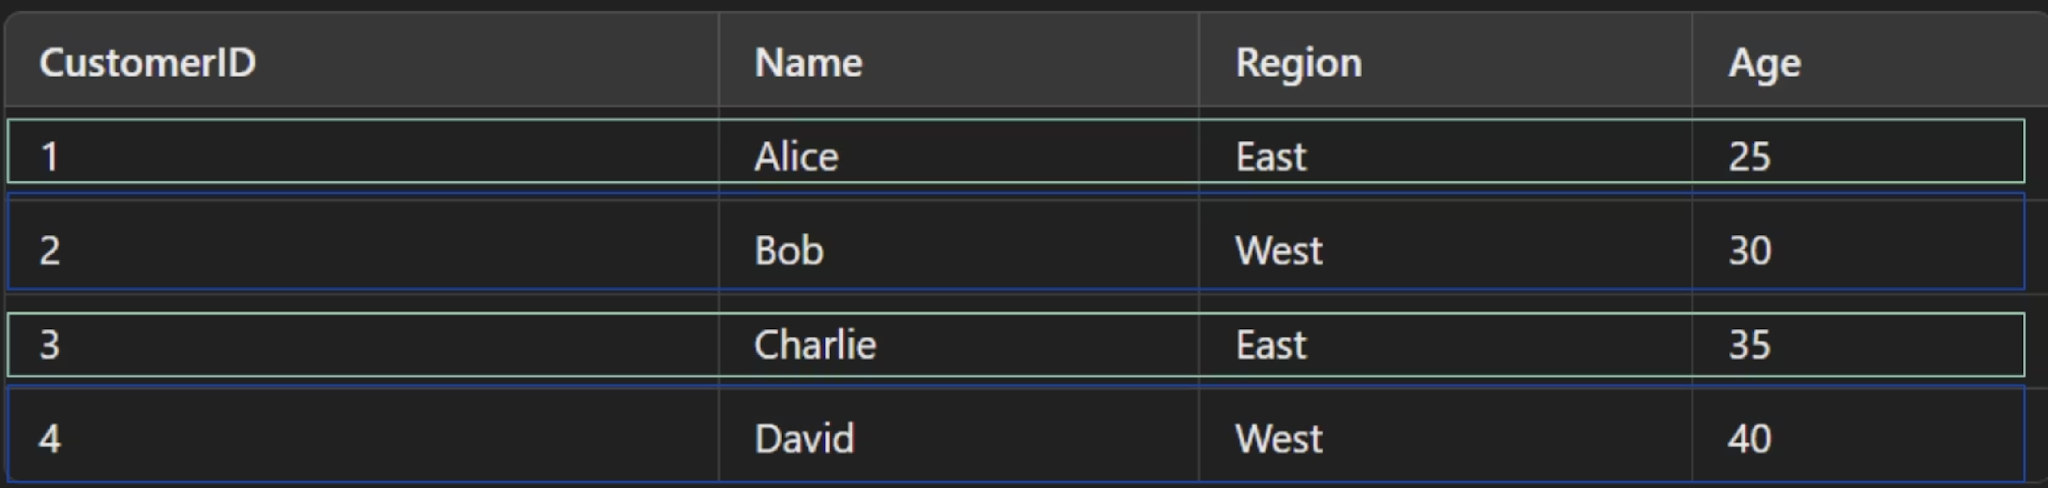 CustomerID Name Region Age
1 Alice East 25
2 Bob West 30
3 Charlie East 35
4 David West 40